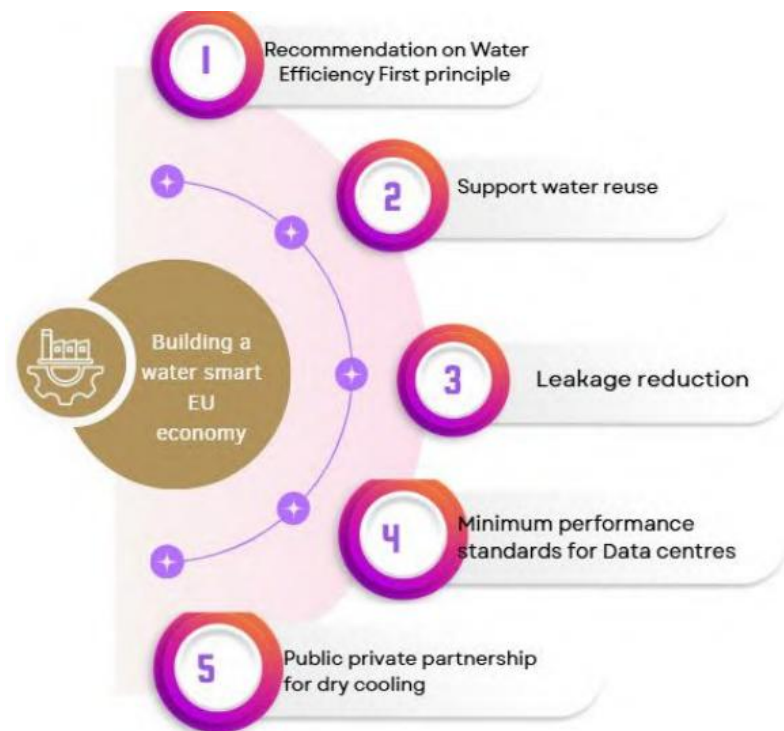 1
Recommendation on Water
Efficiency First principle
2
Support water reuse
3
Leakage reduction
Building a
water smart
EU
economy
4
Minimum performance
standards for Data centres
5
Public private partnership
for dry cooling